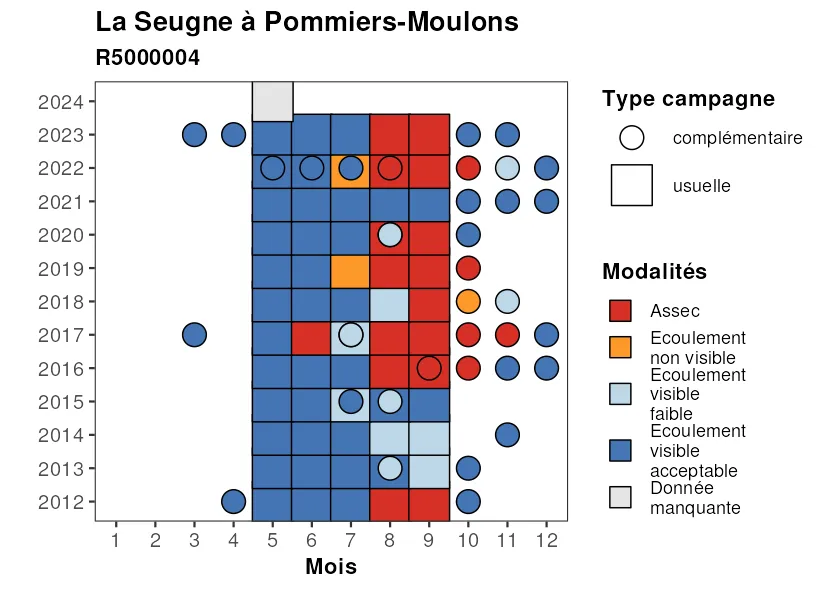 La Seugne à Pommiers-Moulons
R5000004
2024
2023
2022
2021
2020
2019
2018
2017
2016
2015
2014
2013
2012
1 2 3 4 5 6 7 8 9 10 11 12
Mois
Type campagne
complémentaire
usuelle
Modalités
Assec
Ecoulement
non visible
Ecoulement
visible
faible
Ecoulement
visible
acceptable
Donnée
manquante